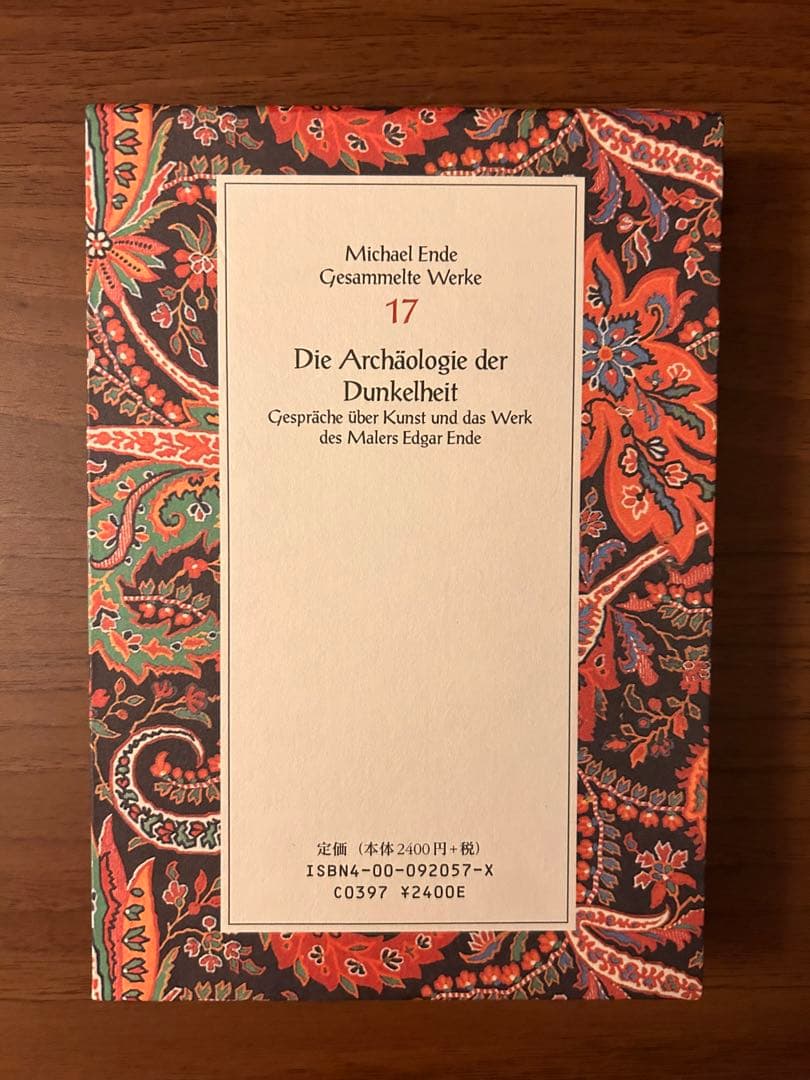 Michael Ende
Gesammelte Werke
17
Die Archäologie der
Dunkelheit
Gespräche über Kunst und das Werk
des Malers Edgar Ende
定価（本体2400円+税）
ISBN4-00-092057-X
C0397 ¥2400E